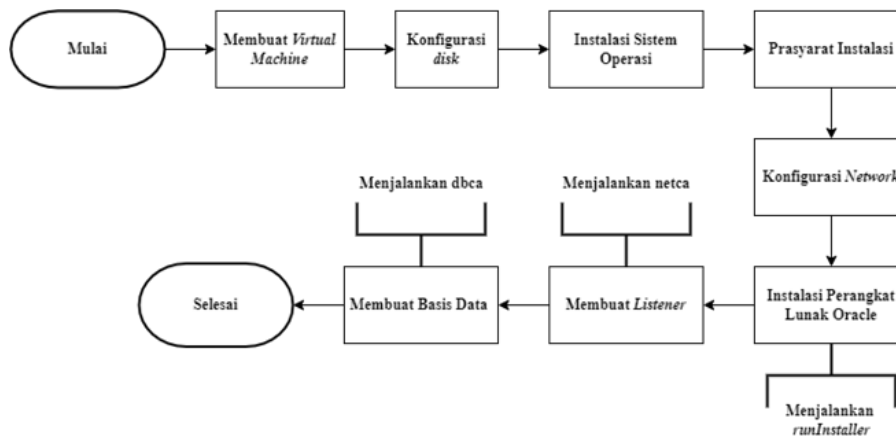 Mulai
Membuat Virtual
Machine
Konfigurasi
disk
Instalasi Sistem
Operasi
Prasyarat Instalasi
Konfigurasi Network
Instalasi Perangkat
Lunak Oracle
Menjalankan
runInstaller
Membuat Listener
Menjalankan netca
Membuat Basis Data
Menjalankan dbca
Selesai